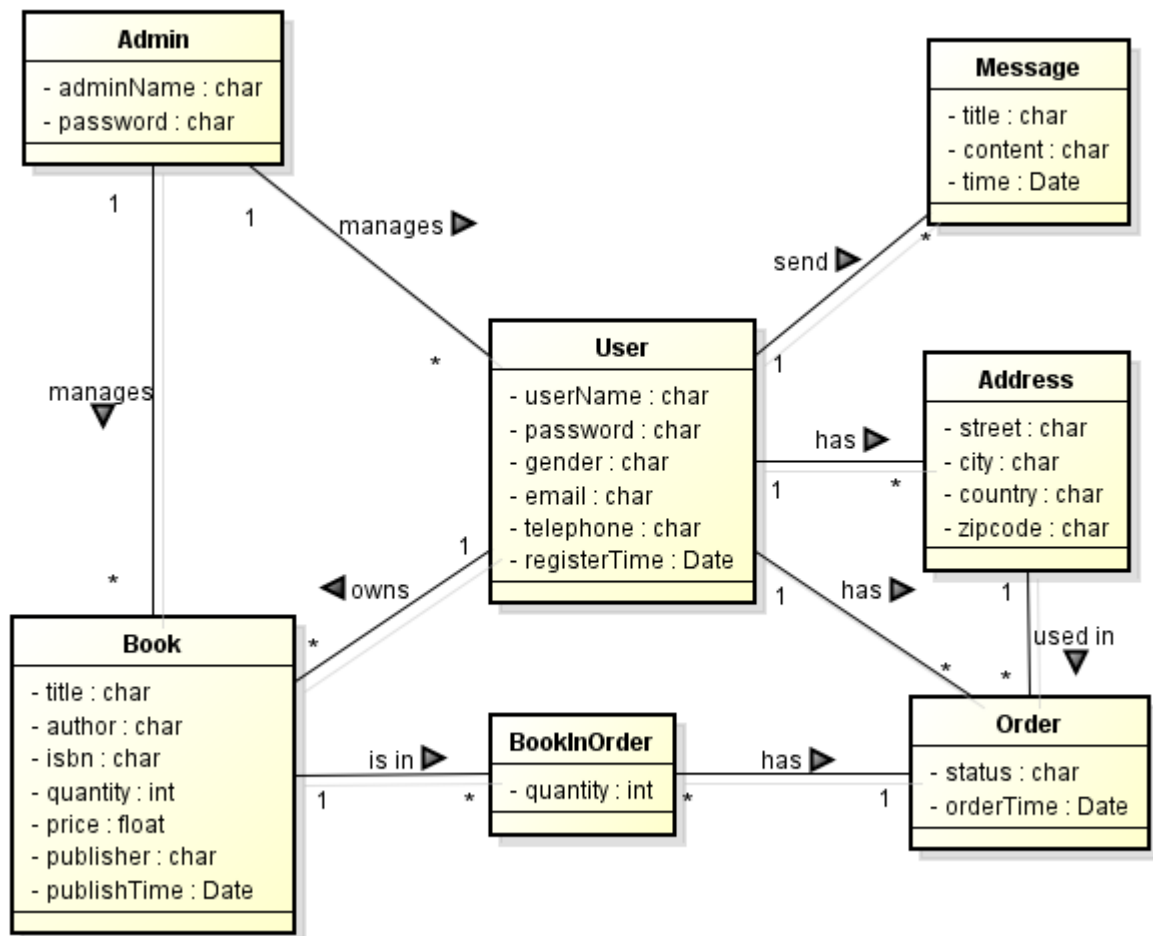 Admin
- adminName : char
- password : char
1
1
manages
manages
*
*
Message
- title : char
- content : char
- time : Date
*
send
1
User
- userName : char
- password : char
- gender : char
- email : char
- telephone : char
- registerTime : Date
has
1
*
Address
- street : char
- city : char
- country : char
- zipcode : char
1
owns
*
has
1
*
1
used in
*
Book
- title : char
- author : char
- isbn : char
- quantity : int
- price : float
- publisher : char
- publishTime : Date
is in
1
*
BookInOrder
- quantity : int
has
*
1
Order
- status : char
- orderTime : Date